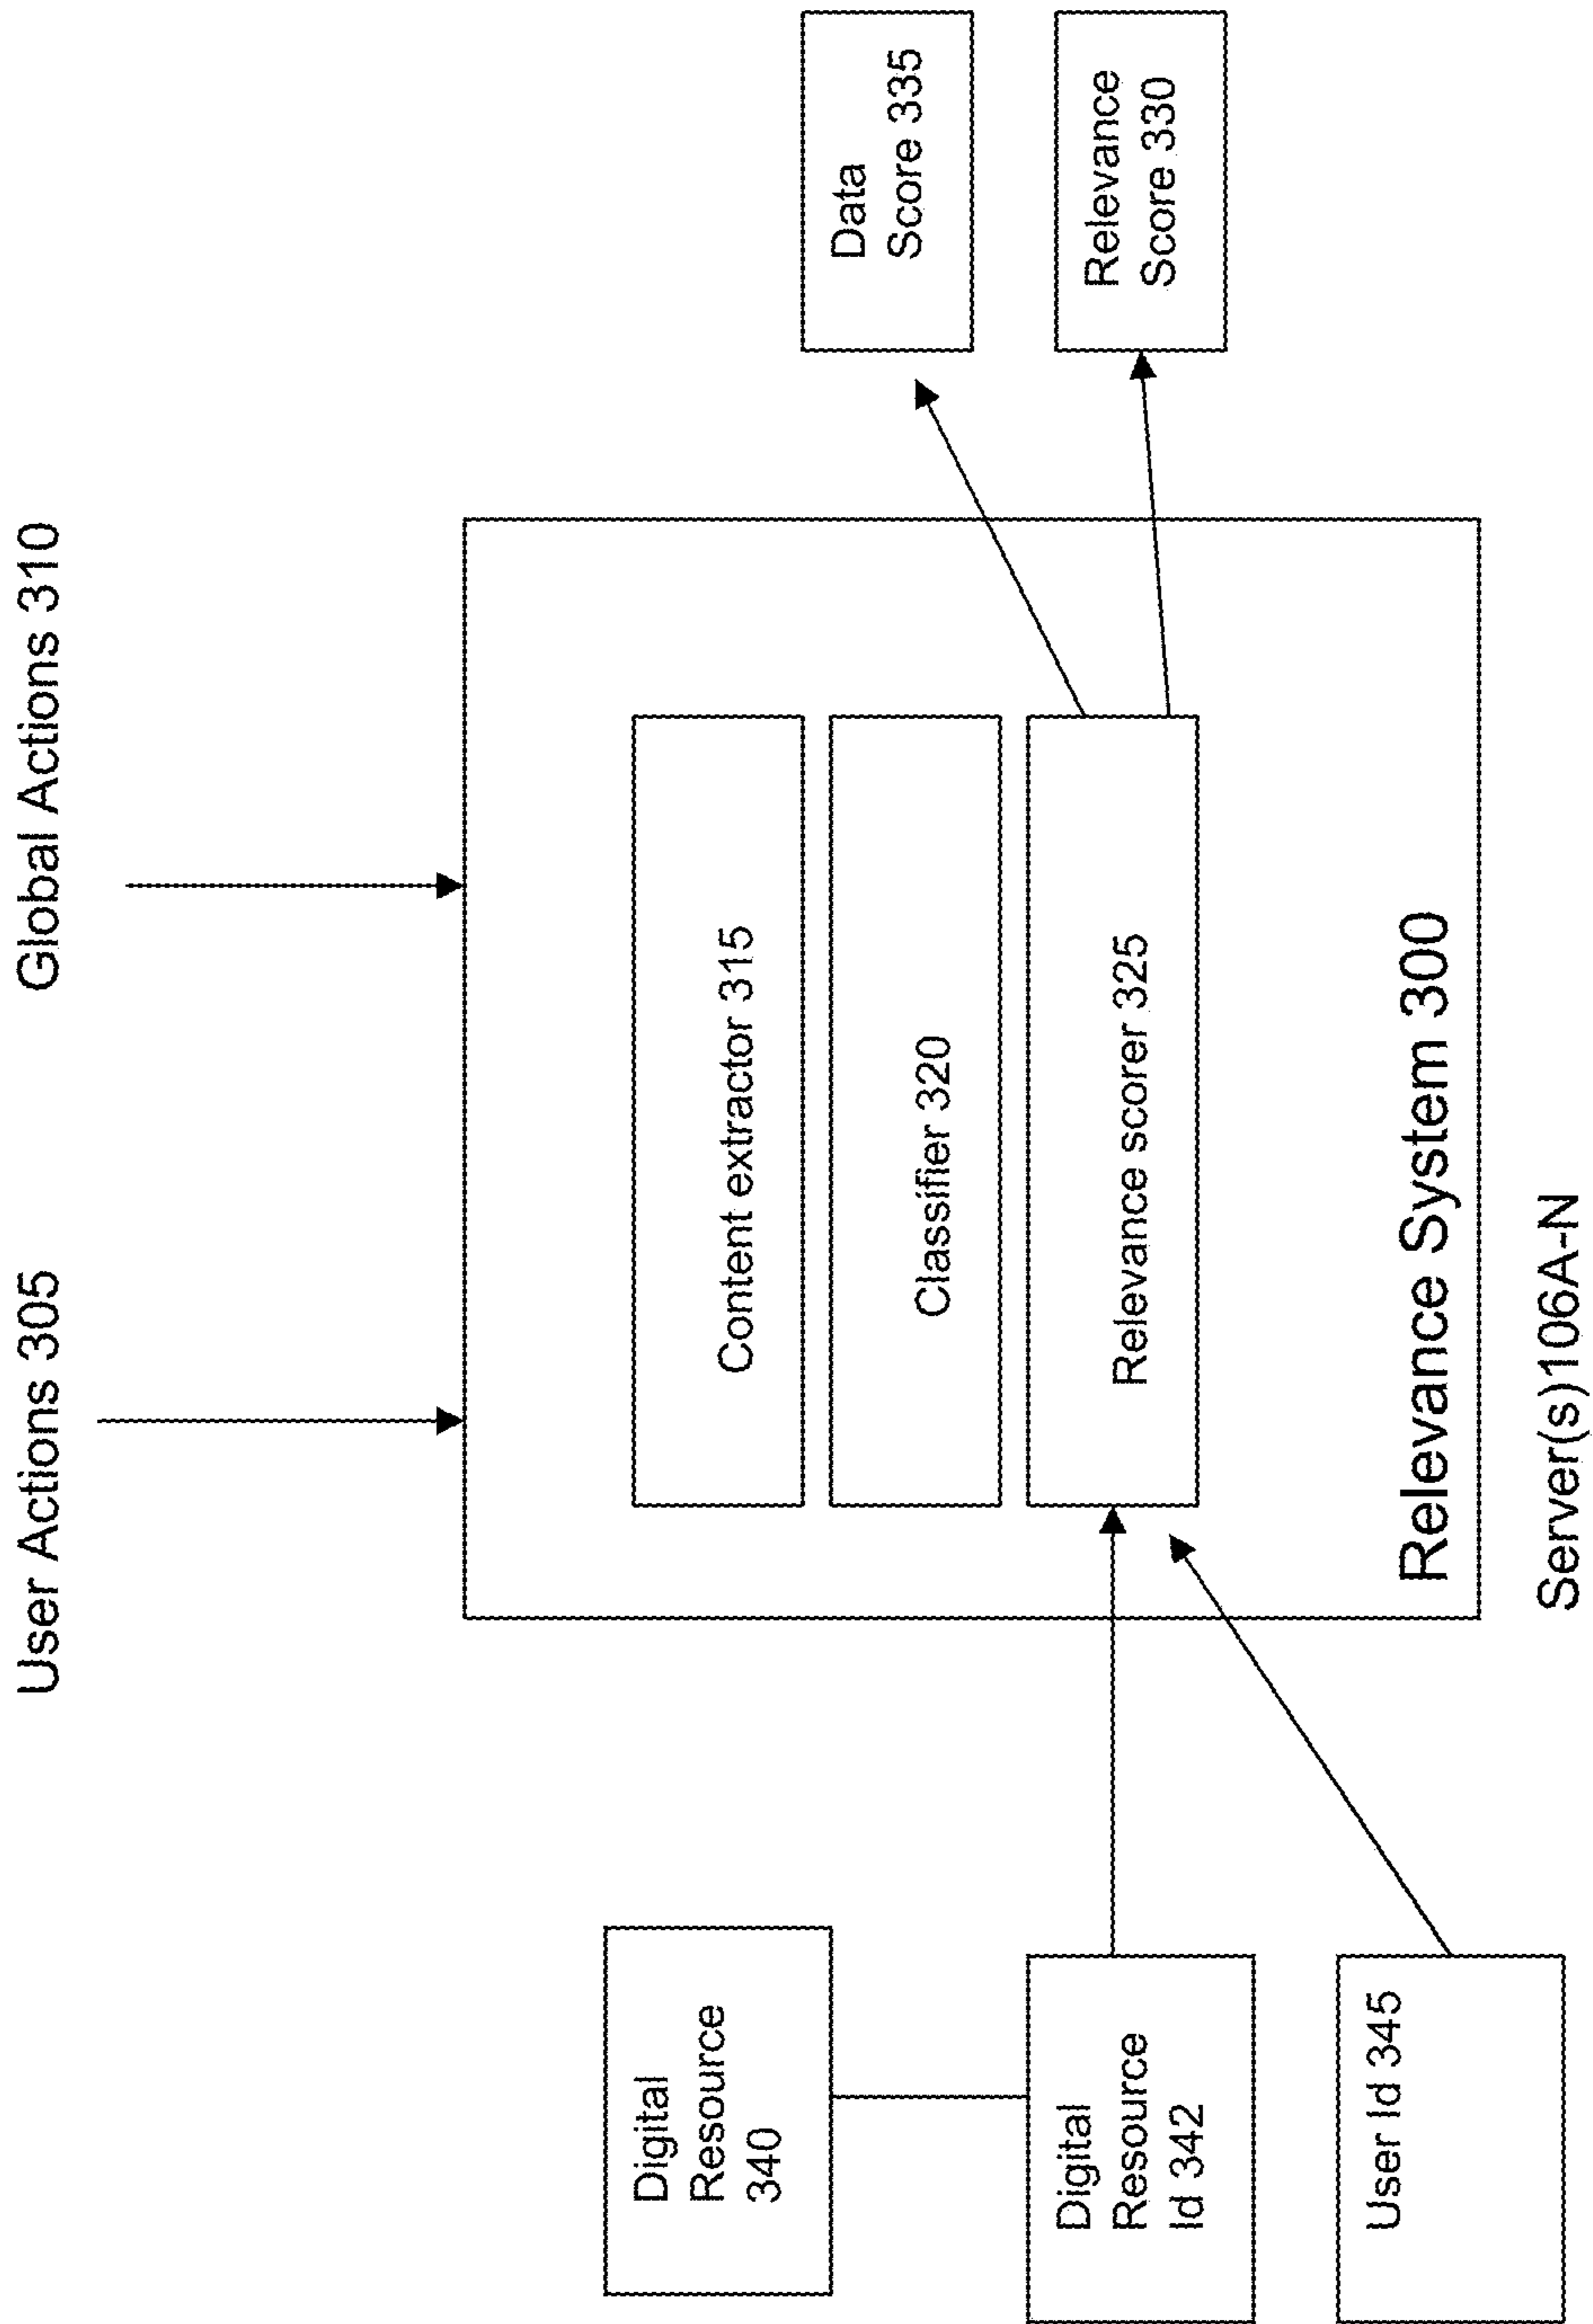 User Actions 305
Global Actions 310
Digital
Resource
340
Digital
Resource
Id 342
User Id 345
Content extractor 315
Classifier 320
Relevance scorer 325
Relevance System 300
Server(s)106A-N
Data
Score 335
Relevance
Score 330